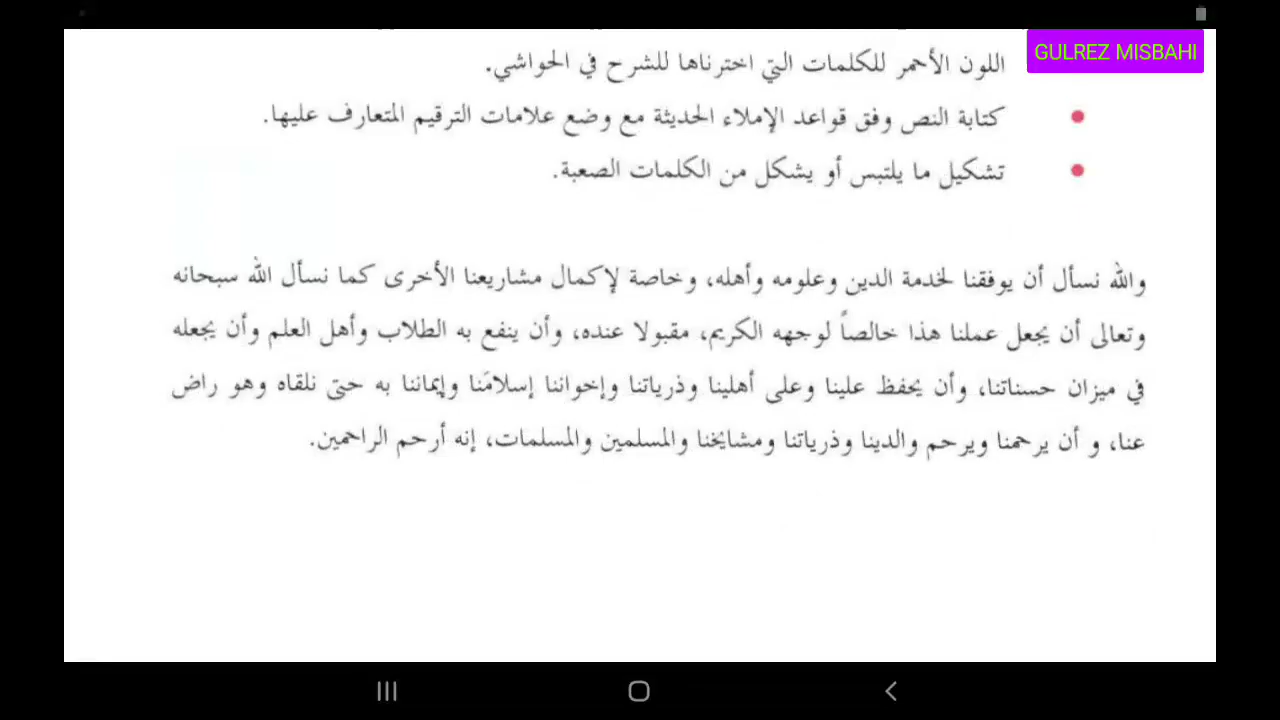 GULREZ MISBAHI
اللون الأحمر للكلمات التي اخترناها للشرح في الحواشي.
كتابة النص وفق قواعد الإملاء الحديثة مع وضع علامات الترقيم المتعارف عليها.
تشكيل ما يلتبس أو يشكل من الكلمات الصعبة.
والله نسأل أن يوفقنا لخدمة الدين وعلومه وأهله، وخاصة لإكمال مشاريعنا الأخرى كما نسأل الله سبحانه
وتعالى أن يجعل عملنا هذا خالصاً لوجهه الكريم، مقبولا عنده، وأن ينفع به الطلاب وأهل العلم وأن يجعله
في ميزان حسناتنا، وأن يحفظ علينا وعلى أهلينا وذرياتنا وإخواننا إسلامَنا وإيماننا به حتى نلقاه وهو راض
عنا، و أن يرحمنا ويرحم والدينا وذرياتنا ومشايخنا والمسلمين والمسلمات، إنه أرحم الراحمين.